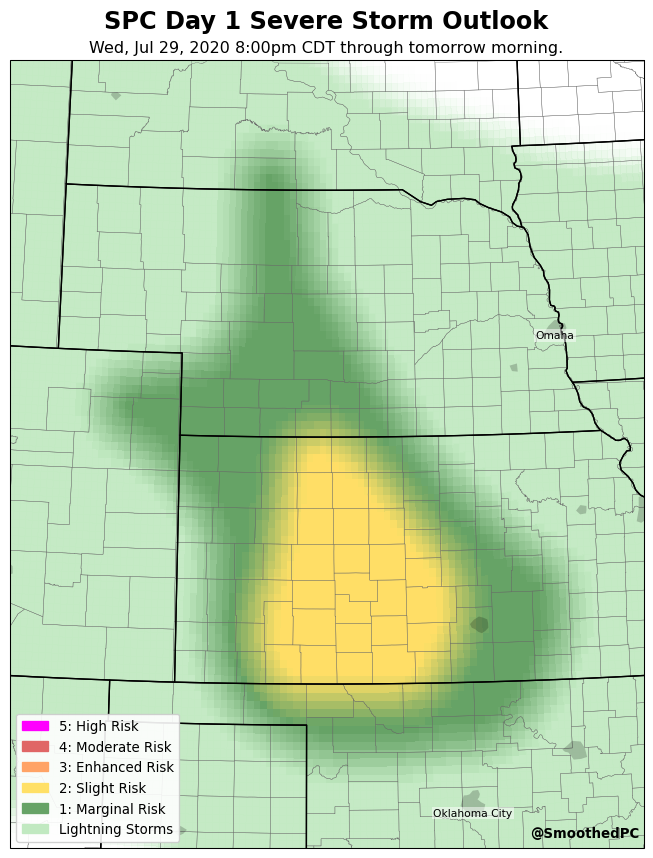 SPC Day 1 Severe Storm Outlook
Wed, Jul 29, 2020 8:00pm CDT through tomorrow morning.
Omaha
5: High Risk
4: Moderate Risk
3: Enhanced Risk
2: Slight Risk
1: Marginal Risk
Lightning Storms
Oklahoma City
@SmoothedPC